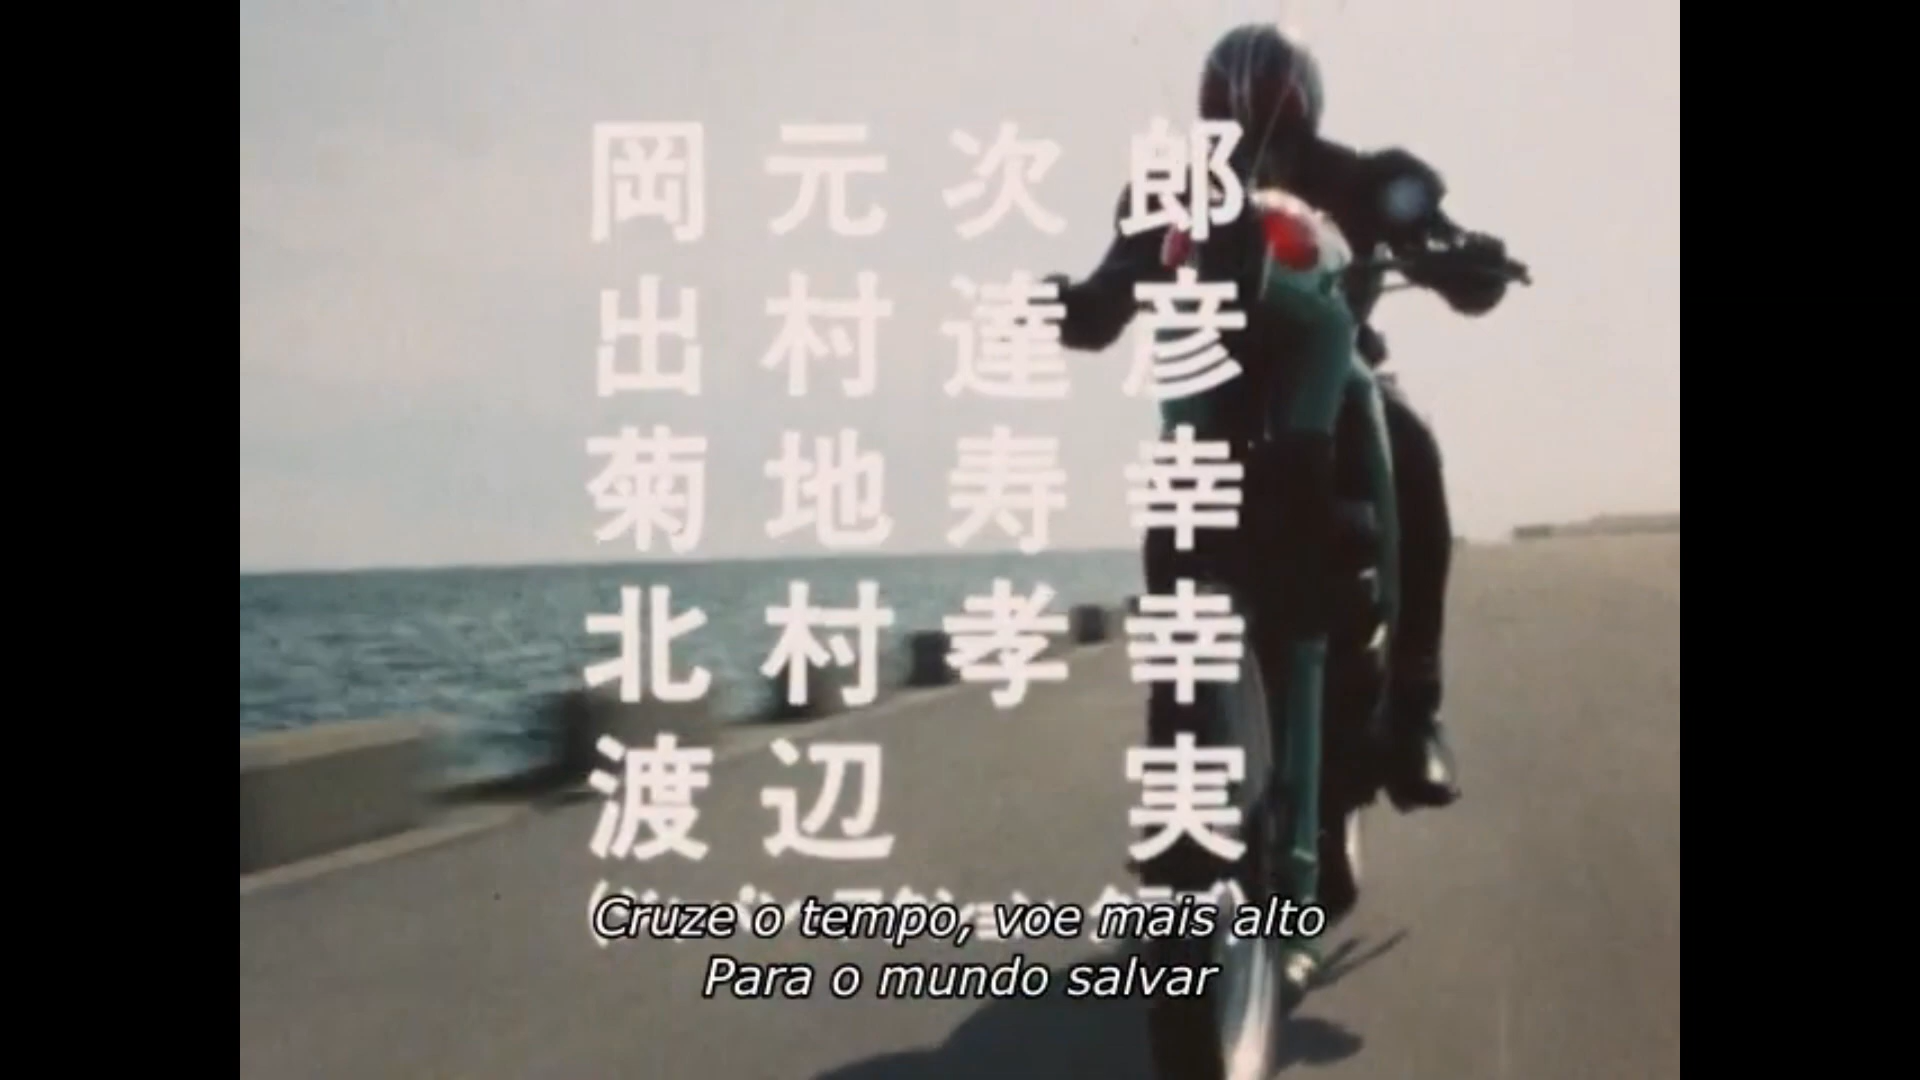 岡元次郎
出村達彦
菊地寿幸
北村孝幸
渡辺実
Cruze o tempo, voe mais alto
Para o mundo salvar